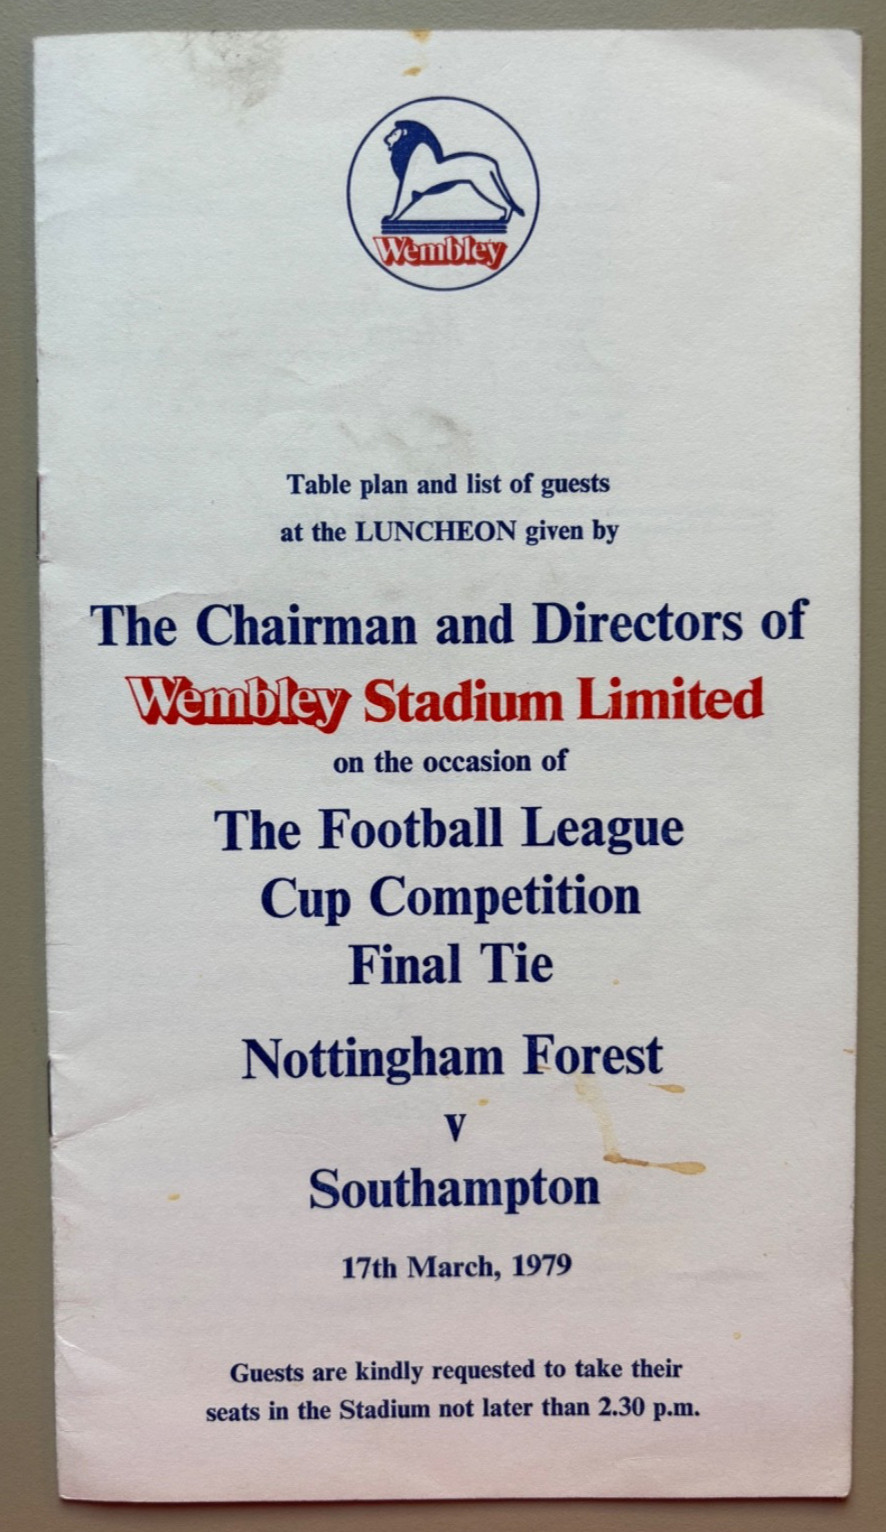 Wembley
Table plan and list of guests
at the LUNCHEON given by
The Chairman and Directors of
Wembley Stadium Limited
on the occasion of
The Football League
Cup Competition
Final Tie
Nottingham Forest
v
Southampton
17th March, 1979
Guests are kindly requested to take their
seats in the Stadium not later than 2.30 p.m.